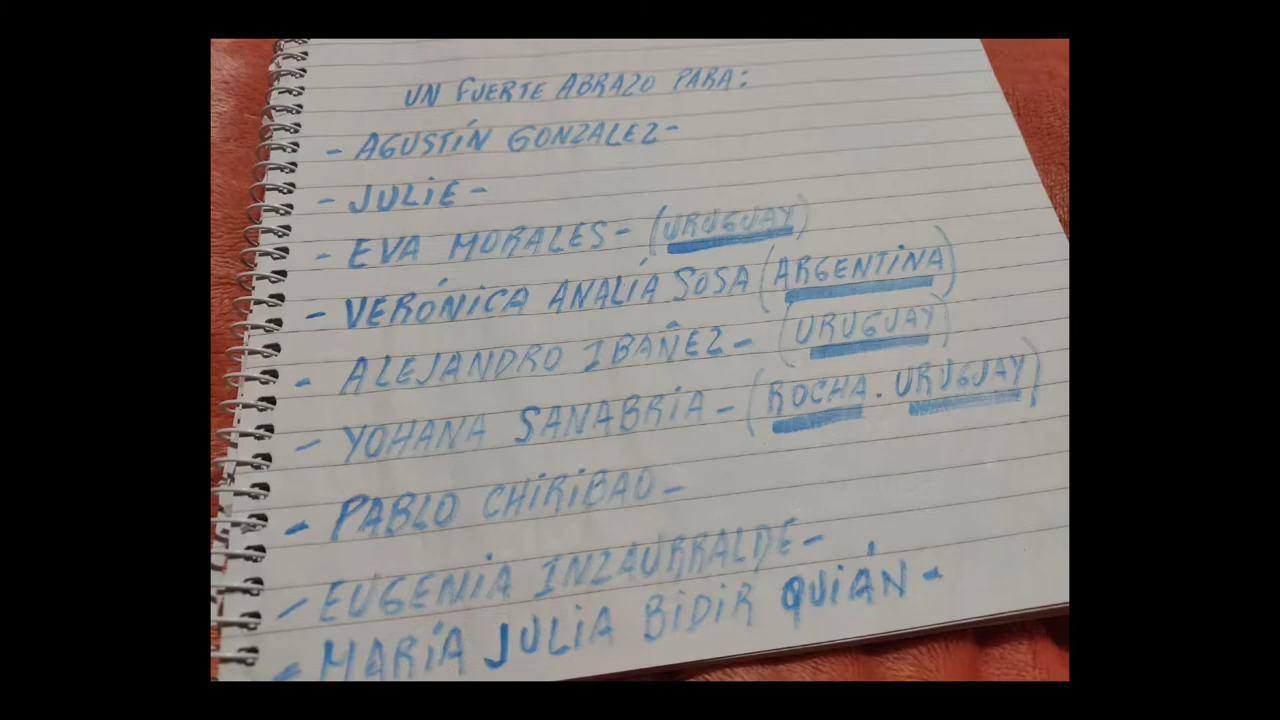 UN FUERTE ABRAZO PARA:
- AGUSTÍN GONZALEZ-
- JULIE -
- EVA MORALES- (URUGUAY)
- VERÓNICA ANALIÁ SOSA (ARGENTINA)
- ALEJANDRO IBAÑEZ- (URUGUAY)
- YOHANA SANABRIA- (ROCHA. URUGUAY)
- PABLO CHIRIBAO-
- EUGENIA INZAURRALDE-
- MARÍA JULIA BIDIR QUIÁN-